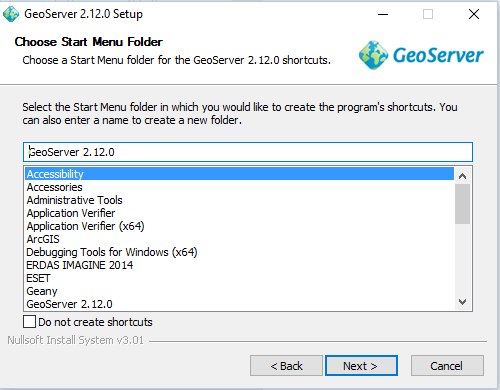 GeoServer 2.12.0 Setup
Choose Start Menu Folder
Choose a Start Menu folder for the GeoServer 2.12.0 shortcuts.
GeoServer
Select the Start Menu folder in which you would like to create the program's shortcuts. You
can also enter a name to create a new folder.
GeoServer 2.12.0
Accessibility
Accessories
Administrative Tools
Application Verifier
Application Verifier (x64)
ArcGIS
Debugging Tools for Windows (x64)
ERDAS IMAGINE 2014
ESET
Geany
GeoServer 2.12.0
Do not create shortcuts
Nullsoft Install System v3.01
< Back
Next >
Cancel